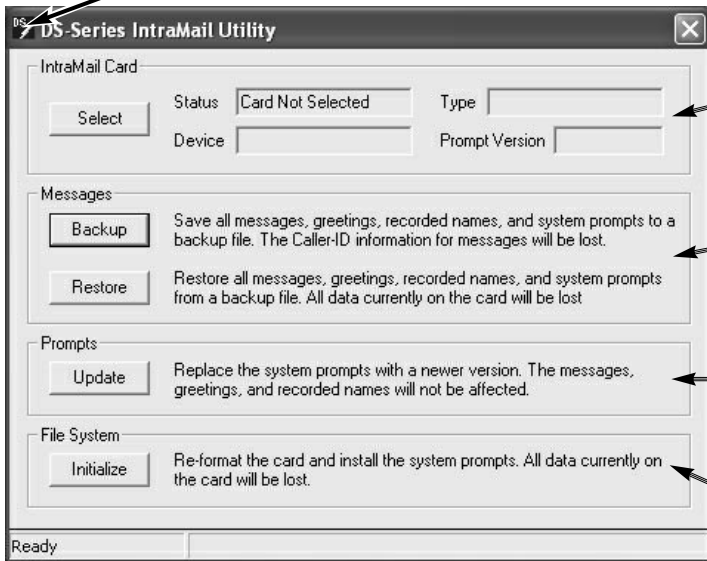 DS
DS-Series IntraMail Utility
IntraMail Card
Select
Status Card Not Selected Type
Device Prompt Version
Messages
Backup
Save all messages, greetings, recorded names, and system prompts to a
backup file. The Caller-ID information for messages will be lost.
Restore
Restore all messages, greetings, recorded names, and system prompts
from a backup file. All data currently on the card will be lost
Prompts
Update
Replace the system prompts with a newer version. The messages,
greetings, and recorded names will not be affected.
File System
Initialize
Re-format the card and install the system prompts. All data currently on
the card will be lost.
Ready